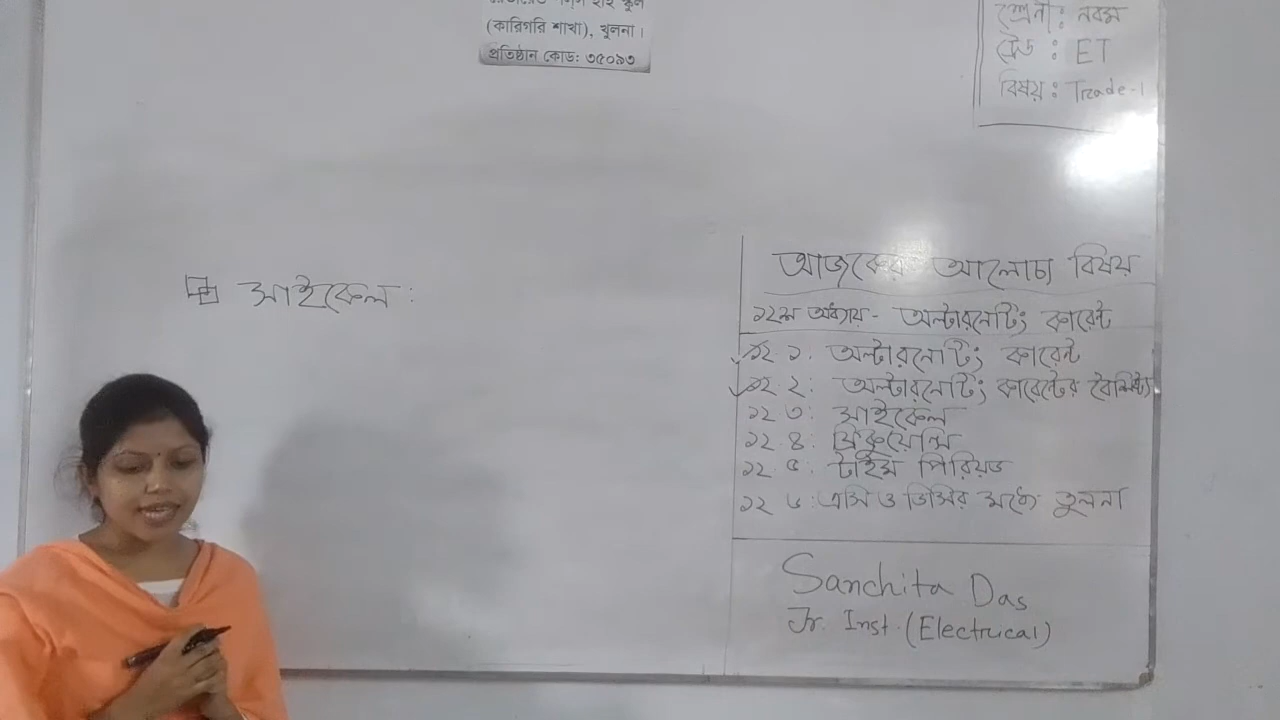 হাই স্কুল
(কারিগরি শাখা), খুলনা।
প্রতিষ্ঠান কোড: ৩৫০৯৩
শ্রেণী: নবম
ট্রেড : ET
বিষয় : Trade-1
সাইকেল :
আজকের আলোচ্য বিষয়
১২শ অধ্যায় - অল্টারনেটিং কারেন্ট
১২.১: অল্টারনেটিং কারেন্ট
১২.২: অল্টারনেটিং কারেন্টের বৈশিষ্ট্য
১২.৩: সাইকেল
১২.৪: ফ্রিকুয়েন্সি
১২.৫: টাইম পিরিয়ড
১২.৬: এসি ও ডিসির মধ্যে তুলনা
Sanchita Das
Jr. Inst. (Electrical)